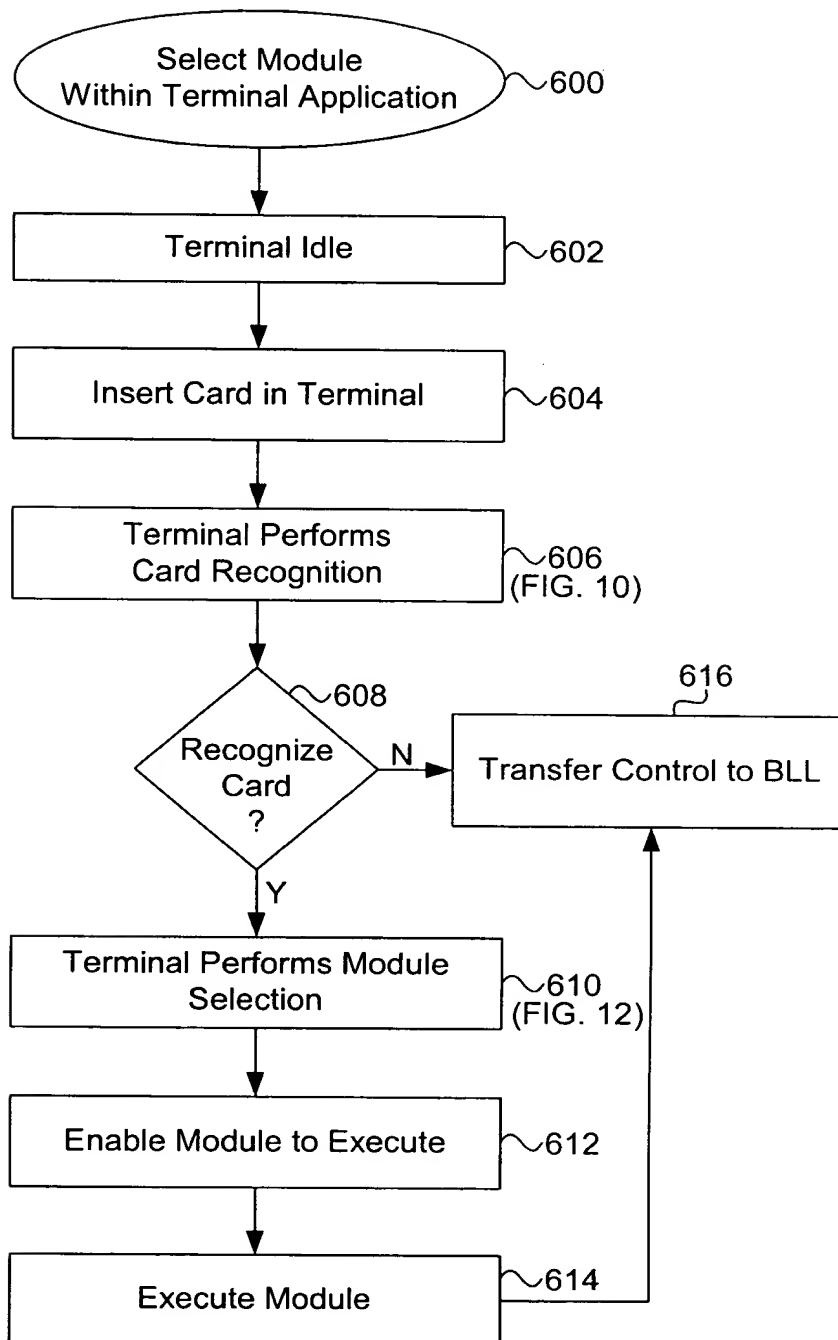 Select Module
Within Terminal Application
600
Terminal Idle
602
Insert Card in Terminal
604
Terminal Performs
Card Recognition
606
(FIG. 10)
608
Recognize
Card
?
N
616
Transfer Control to BLL
Y
Terminal Performs Module
Selection
610
(FIG. 12)
Enable Module to Execute
612
Execute Module
614